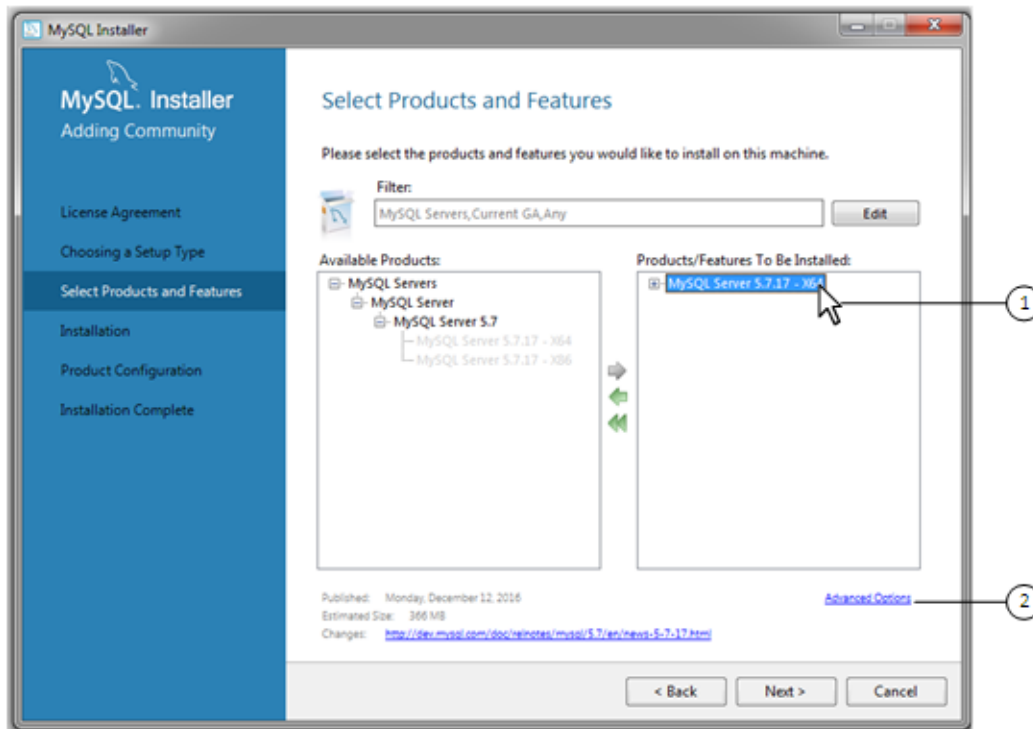 MySQL Installer
MySQL. Installer
Adding Community
License Agreement
Choosing a Setup Type
Select Products and Features
Installation
Product Configuration
Installation Complete
Select Products and Features
Please select the products and features you would like to install on this machine.
Filter:
MySQL Servers,Current GA,Any
Edit
Available Products:
MySQL Servers
MySQL Server
MySQL Server 5.7
MySQL Server 5.7.17 - X64
MySQL Server 5.7.17 - X86
Products/Features To Be Installed:
MySQL Server 5.7.17 - X64
1
Published: Monday, December 12, 2016
Estimated Size: 366 MB
Changes: http://dev.mysql.com/doc/relnotes/mysql/5.7/en/news-5-7-17.html
Advanced Options
2
< Back
Next >
Cancel